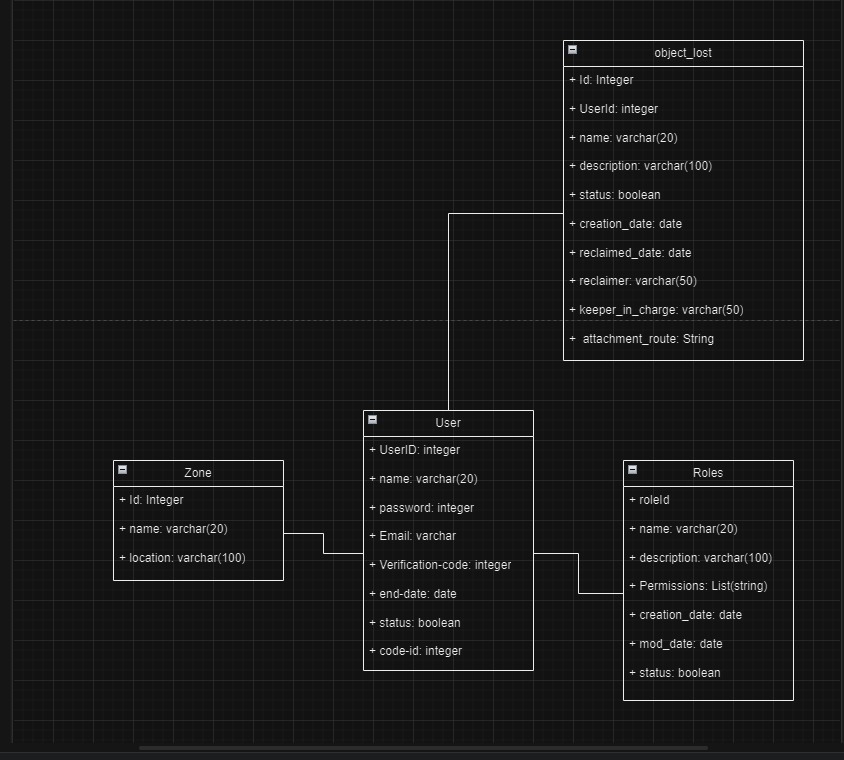 object_lost
+ Id: Integer
+ UserId: integer
+ name: varchar(20)
+ description: varchar(100)
+ status: boolean
+ creation_date: date
+ reclaimed_date: date
+ reclaimer: varchar(50)
+ keeper_in_charge: varchar(50)
+ attachment_route: String
User
+ UserID: integer
+ name: varchar(20)
+ password: integer
+ Email: varchar
+ Verification-code: integer
+ end-date: date
+ status: boolean
+ code-id: integer
Zone
+ Id: Integer
+ name: varchar(20)
+ location: varchar(100)
Roles
+ roleId
+ name: varchar(20)
+ description: varchar(100)
+ Permissions: List(string)
+ creation_date: date
+ mod_date: date
+ status: boolean